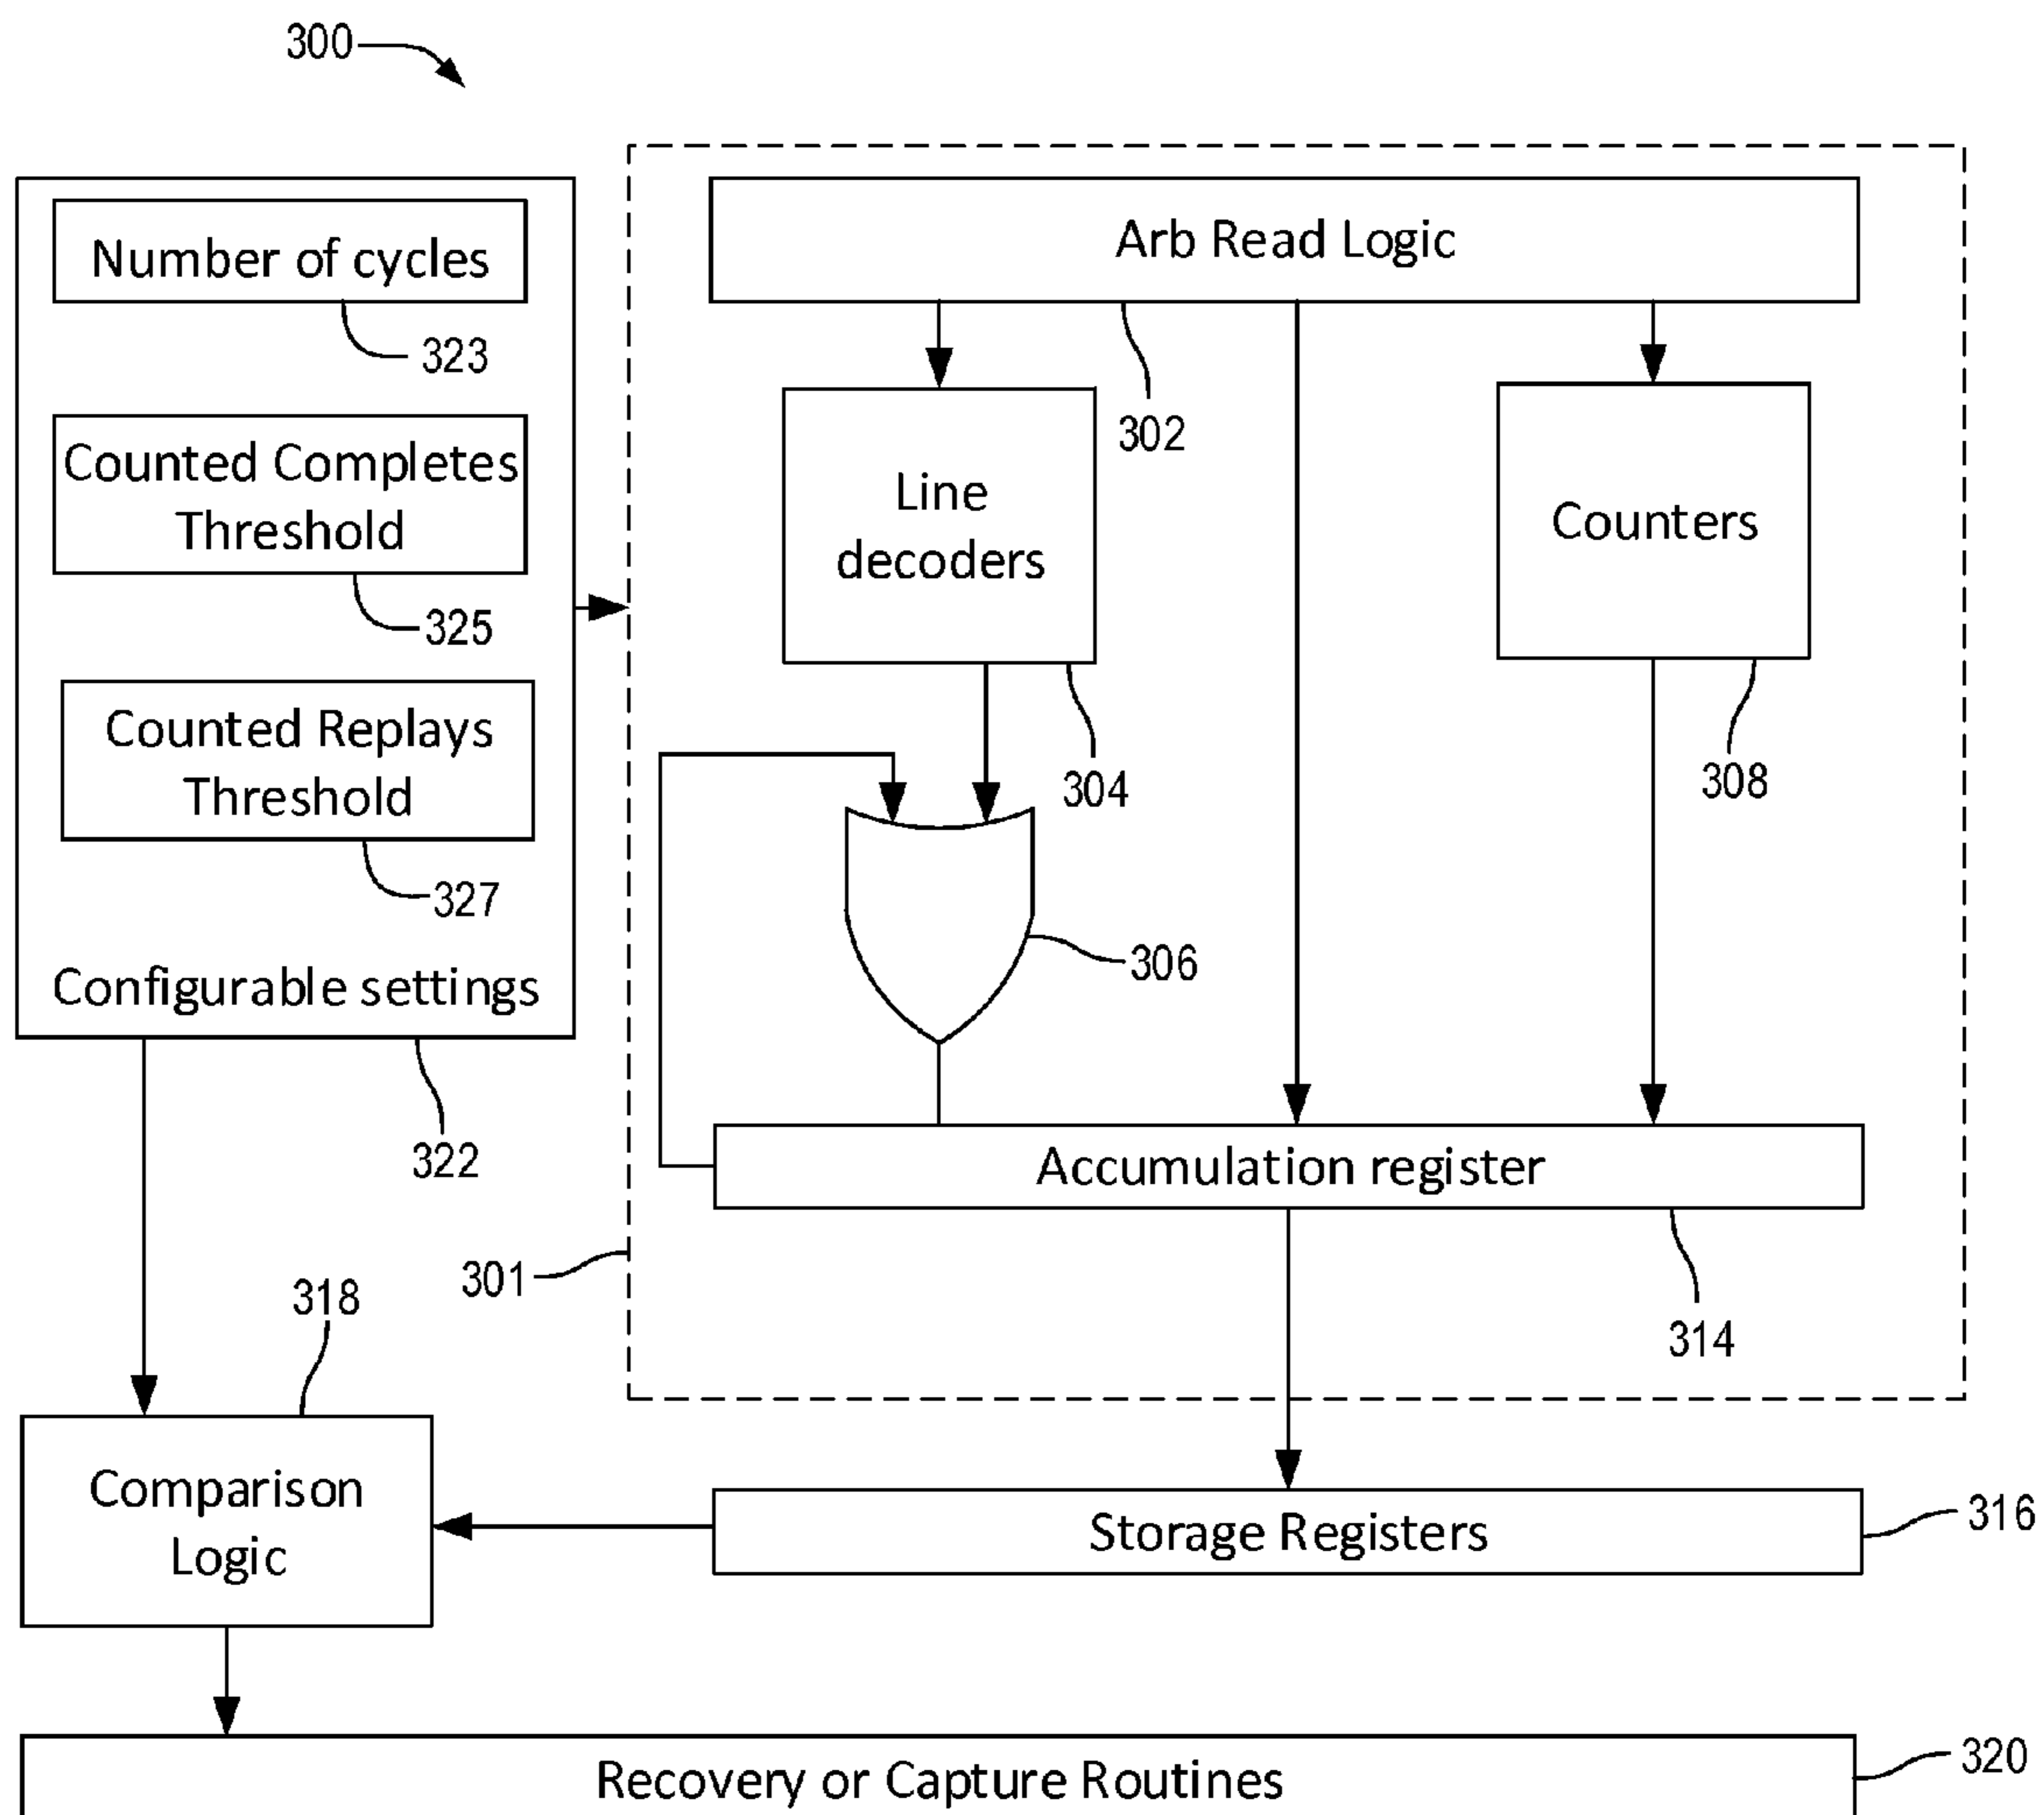 300
Number of cycles
323
Counted Completes
Threshold
325
Counted Replays
Threshold
327
Configurable settings
322
Arb Read Logic
302
Line
decoders
304
Counters
308
306
Accumulation register
314
301
318
Comparison
Logic
Storage Registers
316
Recovery or Capture Routines
320